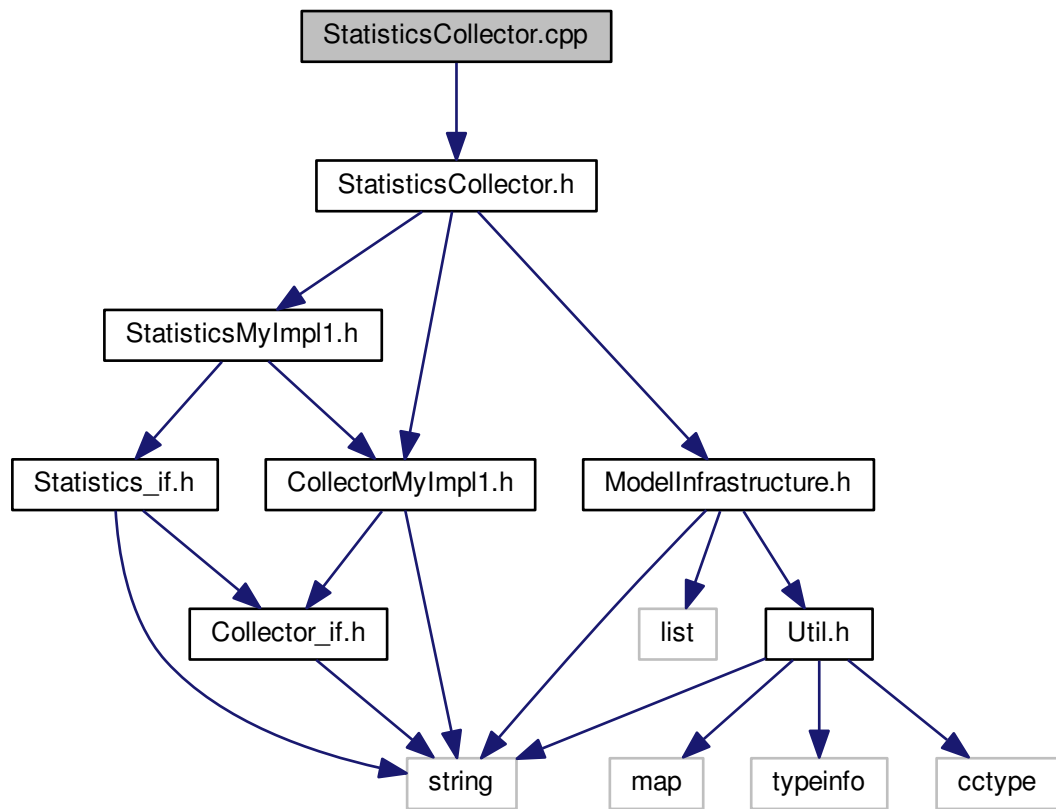 StatisticsCollector.cpp
StatisticsCollector.h
StatisticsMyImpl1.h
Statistics_if.h
CollectorMyImpl1.h
ModelInfrastructure.h
Collector_if.h
list
Util.h
string
map
typeinfo
cctype